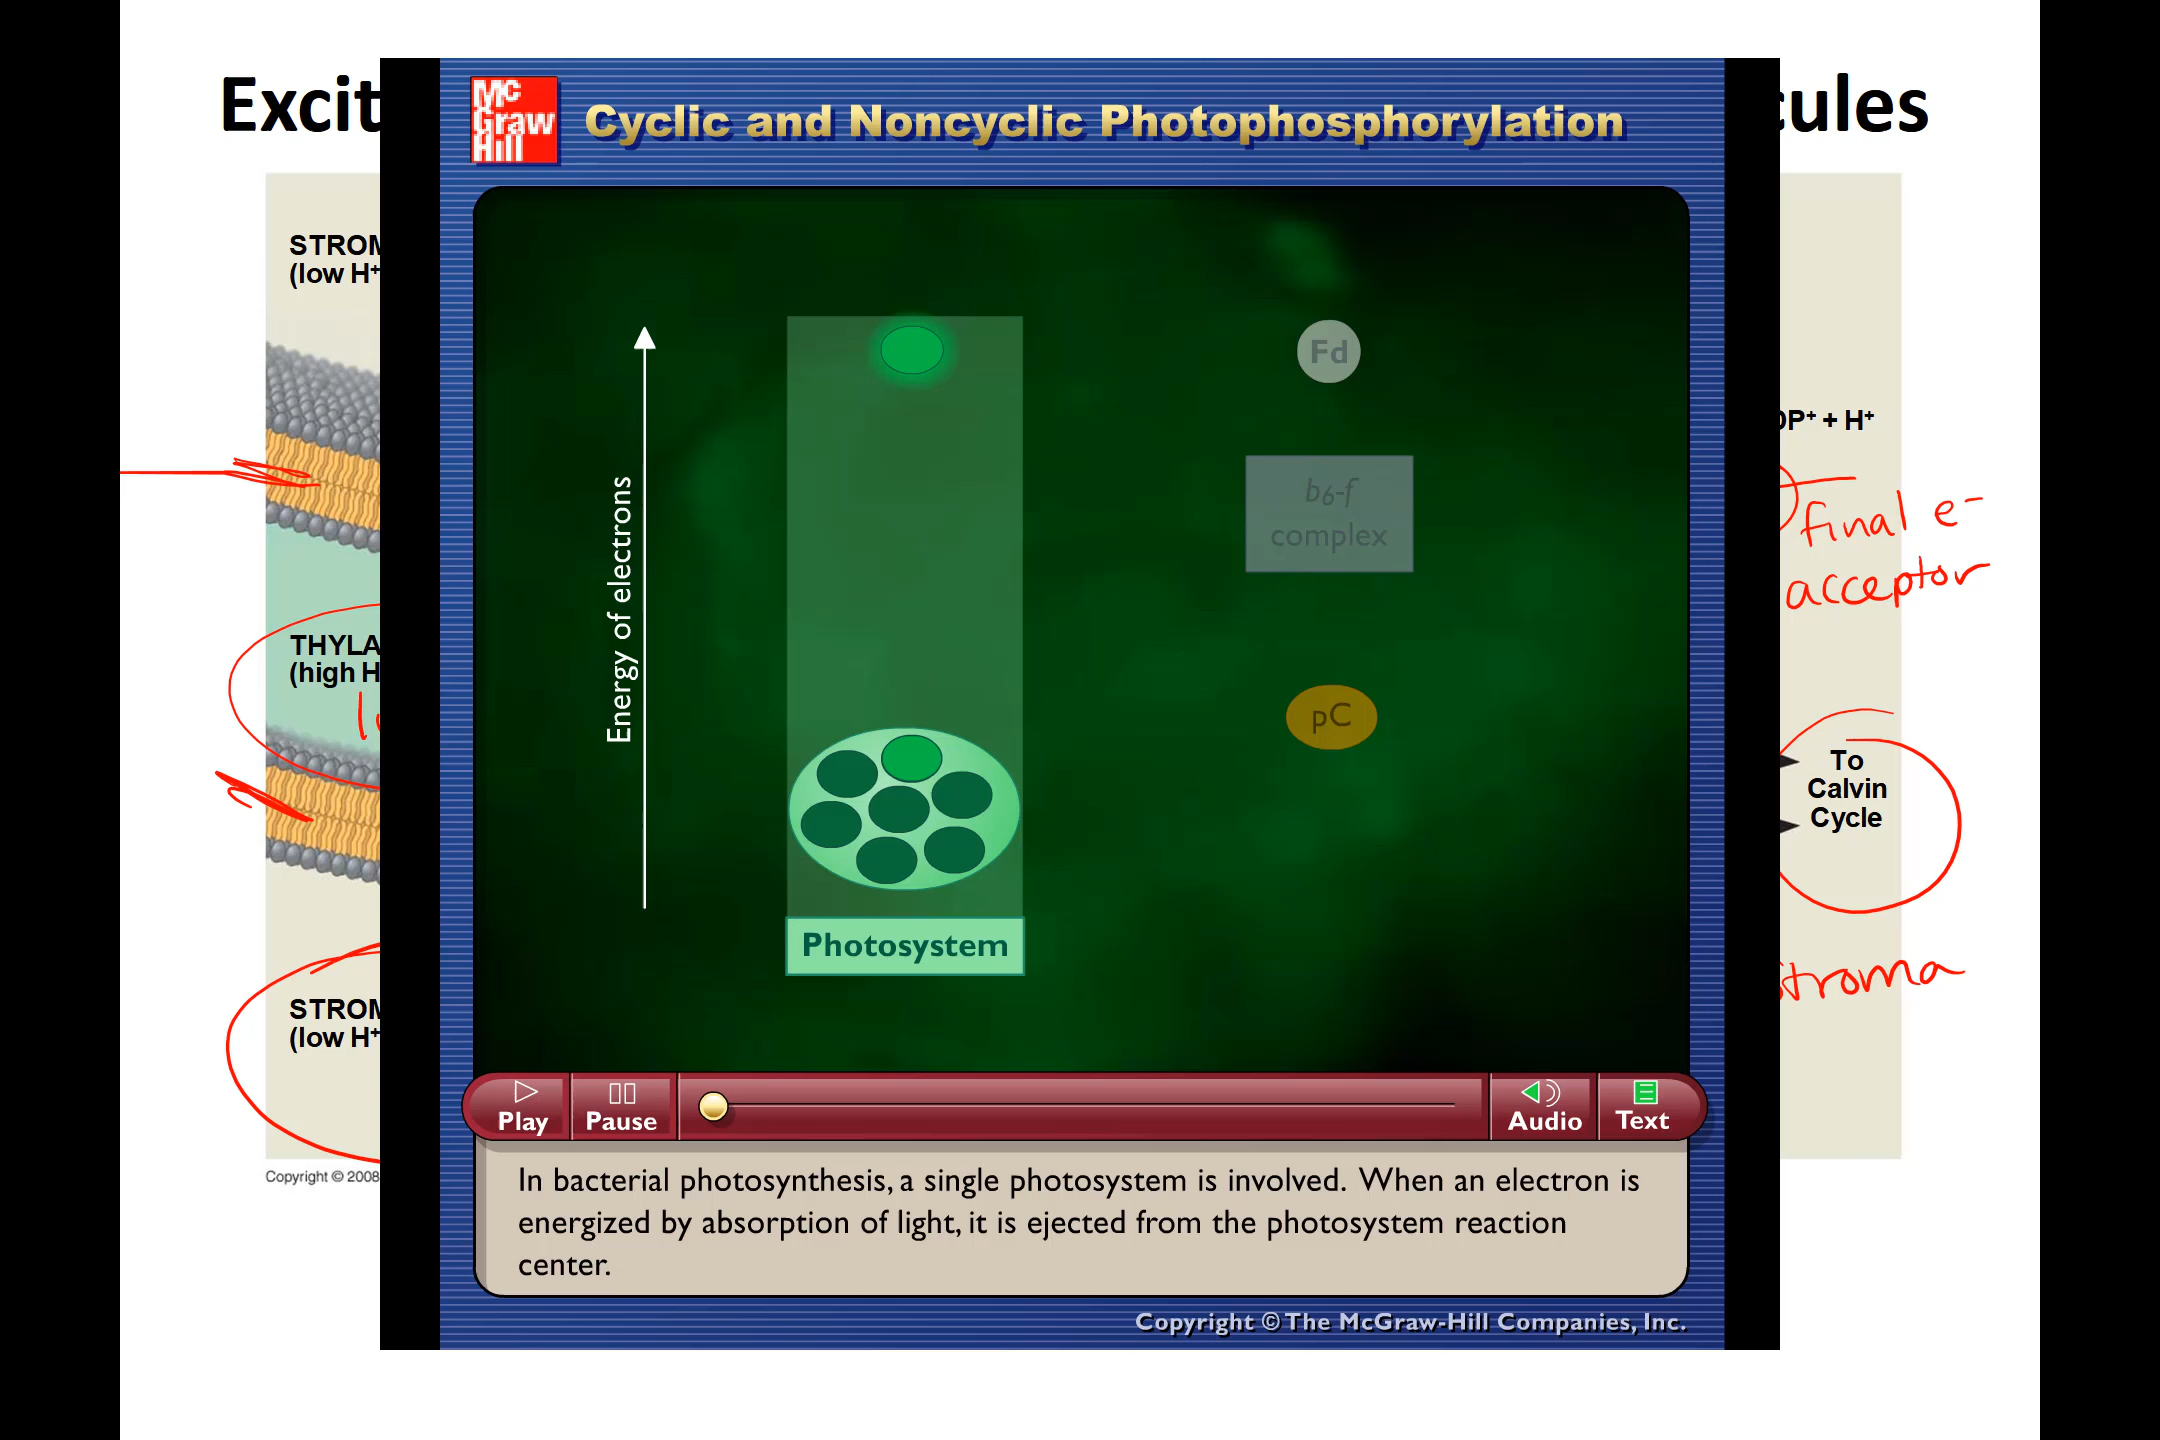 Excit
cules
Mc
Graw
Hill
Cyclic and Noncyclic Photophosphorylation
STROM
(low H⁺
Fd
b₆-f
complex
Energy of electrons
DP⁺ + H⁺
final e⁻
acceptor
THYLA
(high H
pC
To
Calvin
Cycle
Photosystem
stroma
STROM
(low H⁺
Play
Pause
Audio
Text
Copyright © 2008
In bacterial photosynthesis, a single photosystem is involved. When an electron is
energized by absorption of light, it is ejected from the photosystem reaction
center.
Copyright © The McGraw-Hill Companies, Inc.